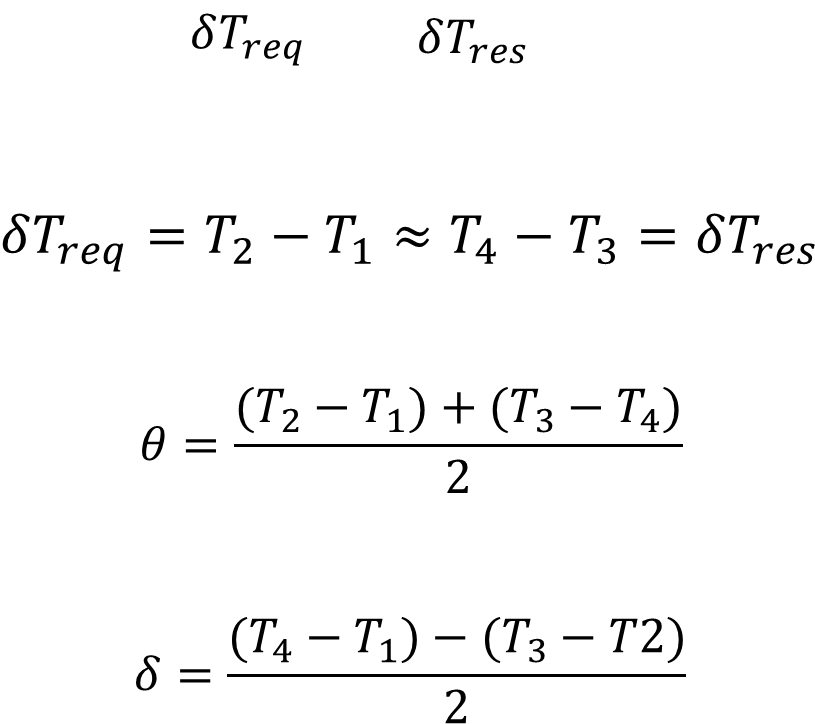 δT_req δT_res
δT_req = T_2 − T_1 ≈ T_4 − T_3 = δT_res
θ = ((T_2 − T_1) + (T_3 − T_4)) / 2
δ = ((T_4 − T_1) − (T_3 − T2)) / 2